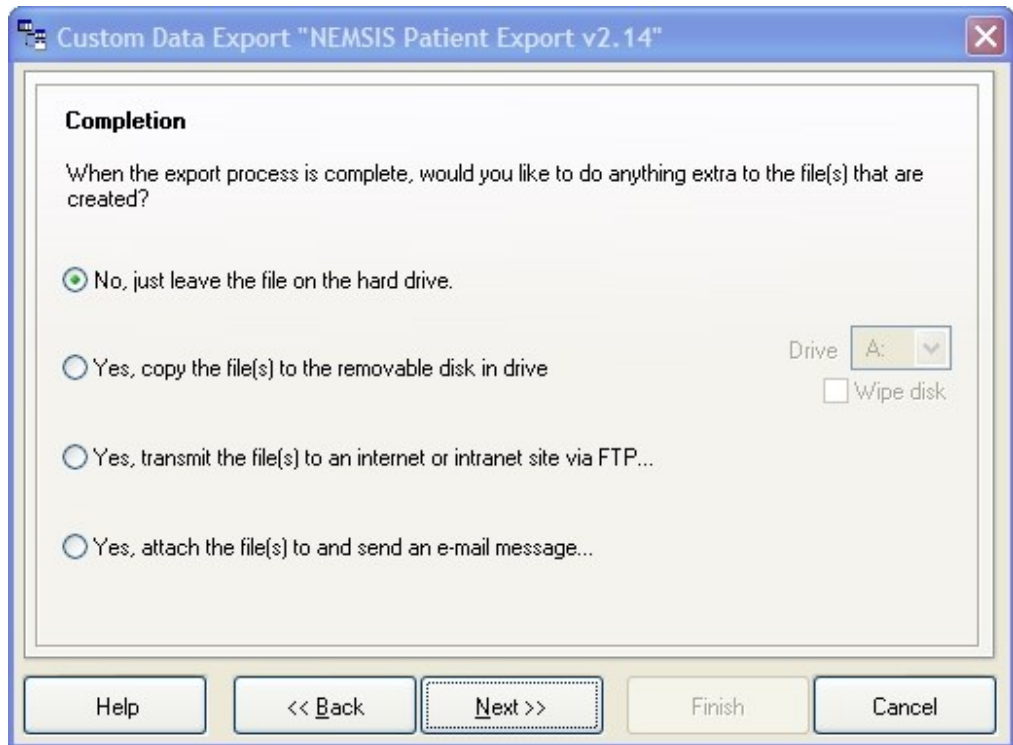 Custom Data Export "NEMSIS Patient Export v2.14"
Completion
When the export process is complete, would you like to do anything extra to the file(s) that are
created?
No, just leave the file on the hard drive.
Yes, copy the file(s) to the removable disk in drive
Drive A:
Wipe disk
Yes, transmit the file(s) to an internet or intranet site via FTP...
Yes, attach the file(s) to and send an e-mail message...
Help << Back Next >> Finish Cancel